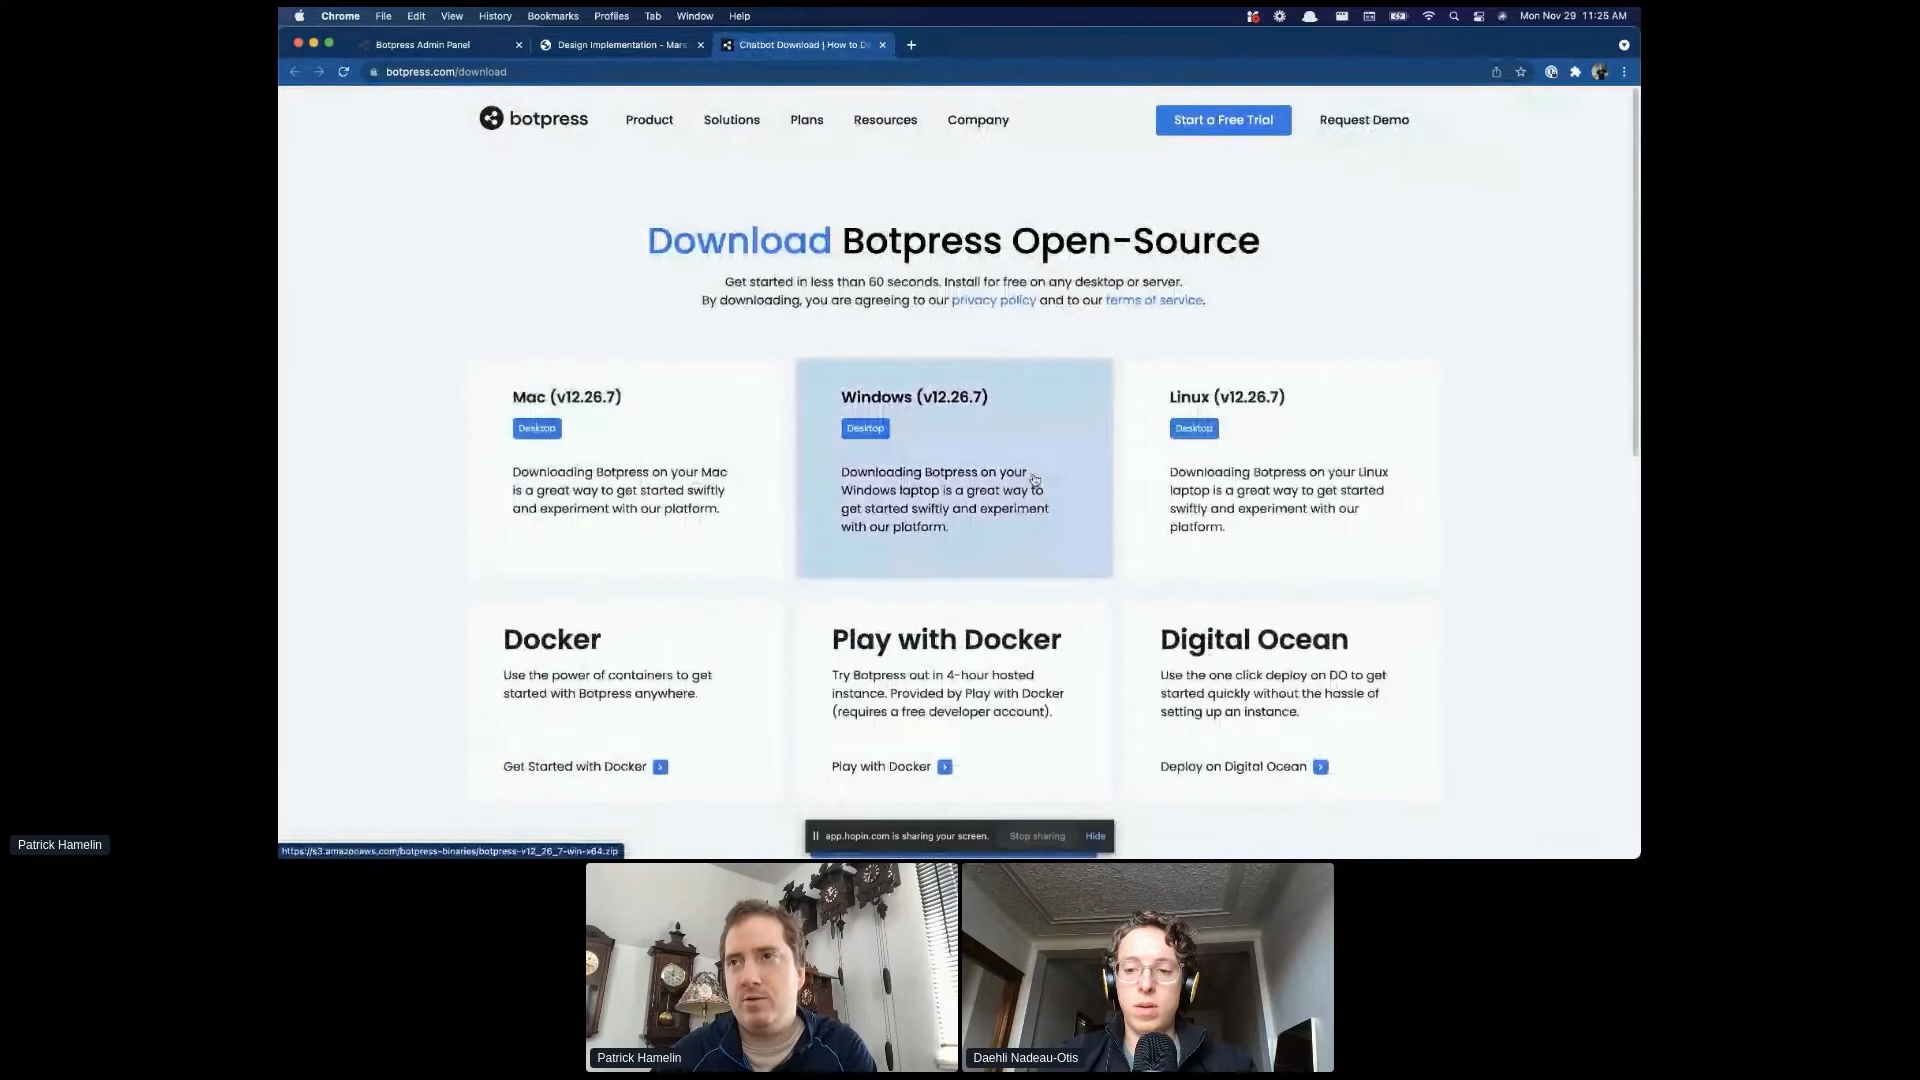 Chrome File Edit View History Bookmarks Profiles Tab Window Help Mon Nov 29 11:25 AM
Botpress Admin Panel Design Implementation - Mars Chatbot Download | How to Do
botpress.com/download
botpress Product Solutions Plans Resources Company Start a Free Trial Request Demo
Download Botpress Open-Source
Get started in less than 60 seconds. Install for free on any desktop or server.
By downloading, you are agreeing to our privacy policy and to our terms of service.
Mac (v12.26.7)
Desktop
Downloading Botpress on your Mac
is a great way to get started swiftly
and experiment with our platform.
Windows (v12.26.7)
Desktop
Downloading Botpress on your
Windows laptop is a great way to
get started swiftly and experiment
with our platform.
Linux (v12.26.7)
Desktop
Downloading Botpress on your Linux
laptop is a great way to get started
swiftly and experiment with our
platform.
Docker
Use the power of containers to get
started with Botpress anywhere.
Get Started with Docker
Play with Docker
Try Botpress out in 4-hour hosted
instance. Provided by Play with Docker
(requires a free developer account).
Play with Docker
Digital Ocean
Use the one click deploy on DO to get
started quickly without the hassle of
setting up an instance.
Deploy on Digital Ocean
app.hopin.com is sharing your screen. Stop sharing Hide
Patrick Hamelin
https://s3.amazonaws.com/botpress-binaries/botpress-v12_26_7-win-x64.zip
Patrick Hamelin
Daehli Nadeau-Otis